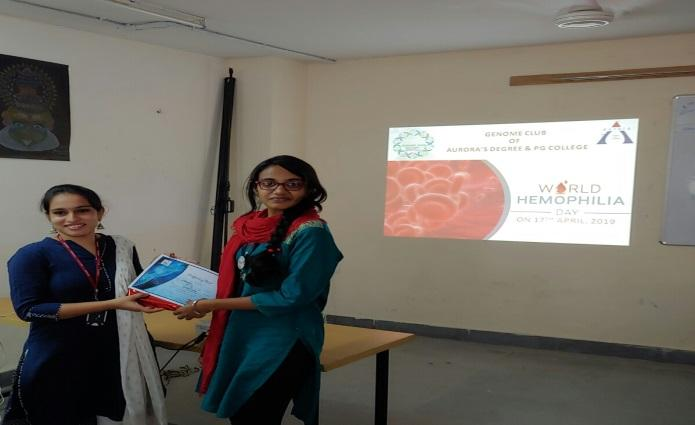 GENOME CLUB
OF
AURORA'S DEGREE & PG COLLEGE
WORLD
HEMOPHILIA
DAY
ON 17TH APRIL, 2019